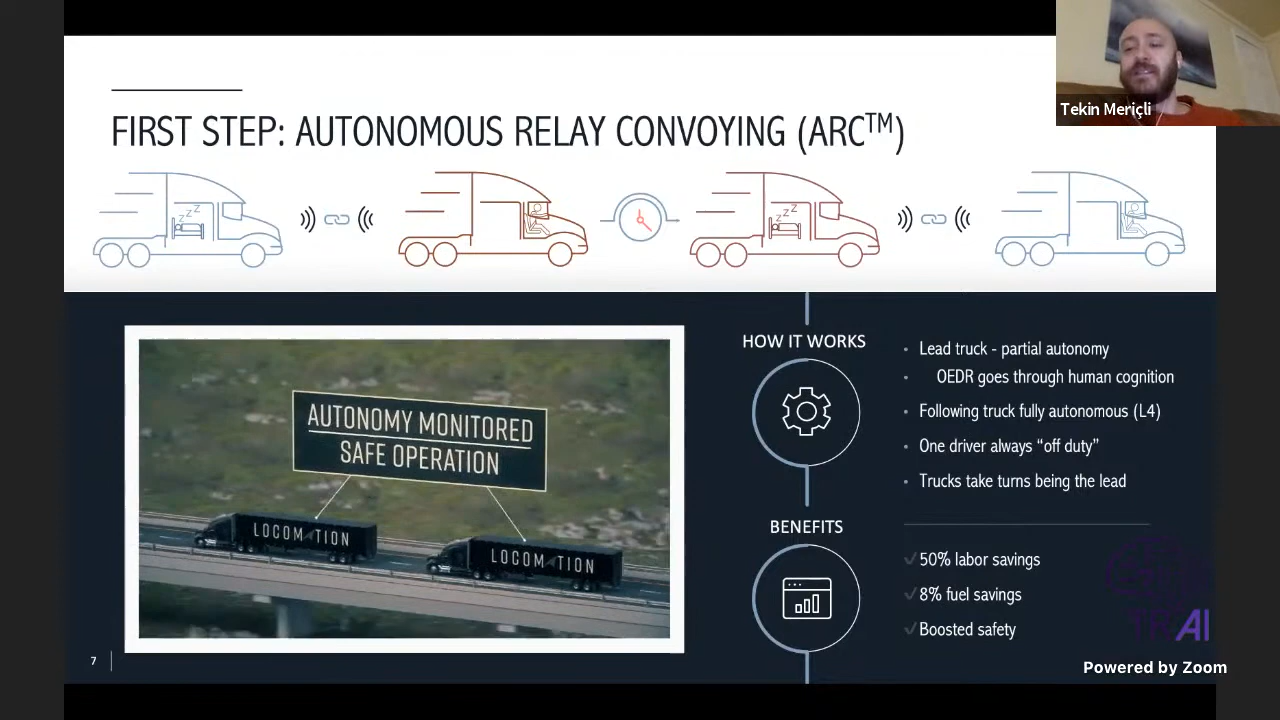 Tekin Meriçli
FIRST STEP: AUTONOMOUS RELAY CONVOYING (ARC™)
z z z
z z z
AUTONOMY MONITORED
SAFE OPERATION
LOCOM TION
LOCOM TION
HOW IT WORKS
• Lead truck - partial autonomy
• OEDR goes through human cognition
• Following truck fully autonomous (L4)
• One driver always “off duty”
• Trucks take turns being the lead
BENEFITS
✓50% labor savings
✓8% fuel savings
✓Boosted safety
7
TRAI
Powered by Zoom